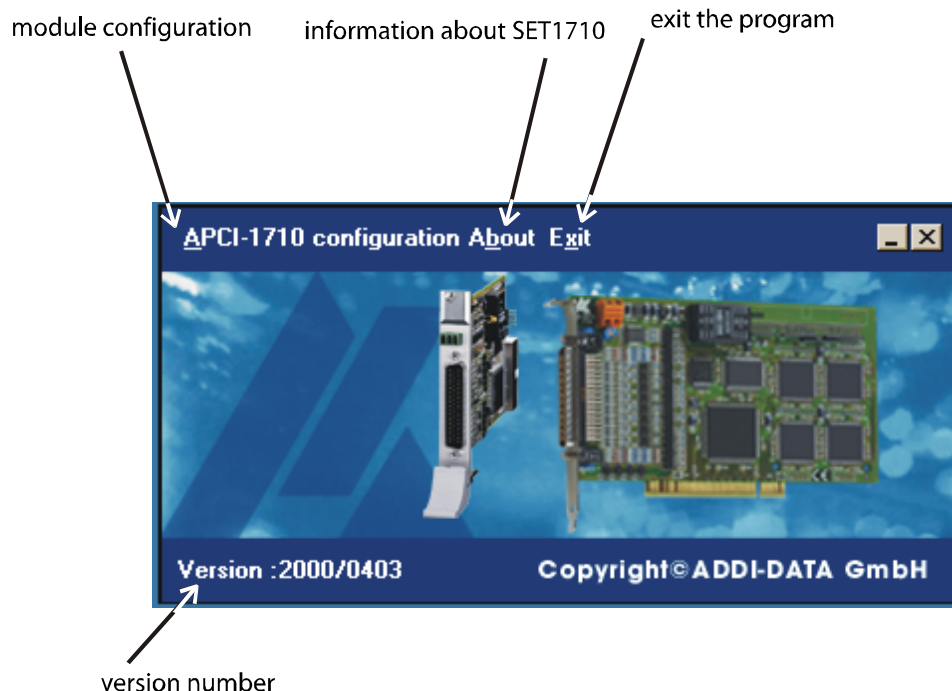 module configuration
information about SET1710
exit the program
APCI-1710 configuration About Exit
Version :2000/0403
Copyright©ADDI-DATA GmbH
version number